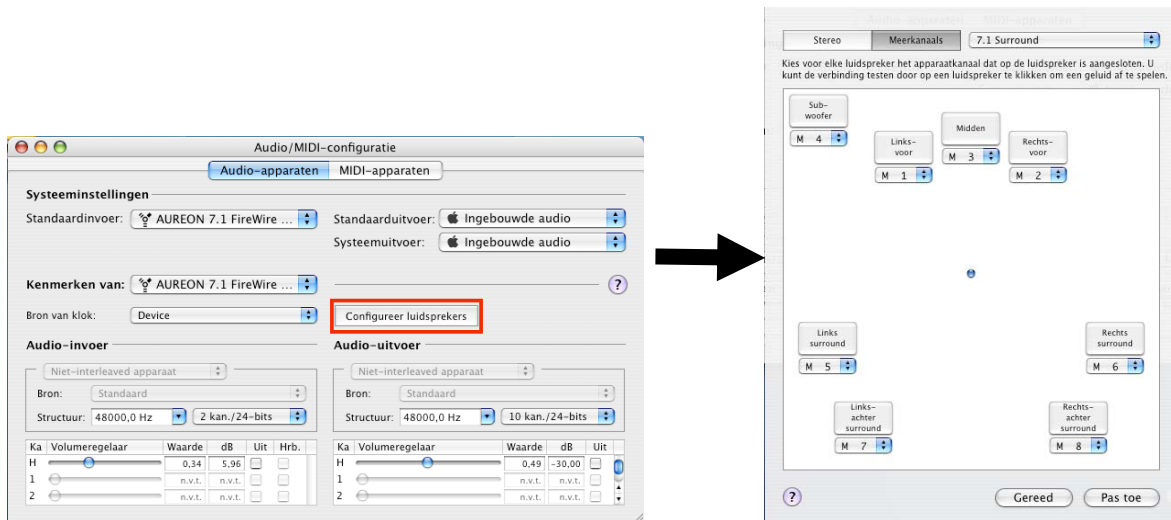 Audio/MIDI-configuratie
Audio-apparaten MIDI-apparaten
Systeeminstellingen
Standaardinvoer: AUREON 7.1 FireWire ... Standaarduitvoer: Ingebouwde audio
Systeemuitvoer: Ingebouwde audio
Kenmerken van: AUREON 7.1 FireWire ... ?
Bron van klok: Device Configureer luidsprekers
Audio-invoer Audio-uitvoer
Niet-interleaved apparaat Niet-interleaved apparaat
Bron: Standaard Bron: Standaard
Structuur: 48000,0 Hz 2 kan./24-bits Structuur: 48000,0 Hz 10 kan./24-bits
Ka Volumeregelaar Waarde dB Uit Hrb. Ka Volumeregelaar Waarde dB Uit
H 0,34 5,96 H 0,49 -30,00
1 n.v.t. n.v.t. 1 n.v.t. n.v.t.
2 n.v.t. n.v.t. 2 n.v.t. n.v.t.
Audio-apparaten MIDI-apparaten
Stereo Meerkanaals 7.1 Surround
Kies voor elke luidspreker het apparaatkanaal dat op de luidspreker is aangesloten. U
kunt de verbinding testen door op een luidspreker te klikken om een geluid af te spelen.
Sub-
woofer
M 4
Links-
voor
M 1
Midden
M 3
Rechts-
voor
M 2
Links
surround
M 5
Rechts
surround
M 6
Links-
achter
surround
M 7
Rechts-
achter
surround
M 8
? Gereed Pas toe